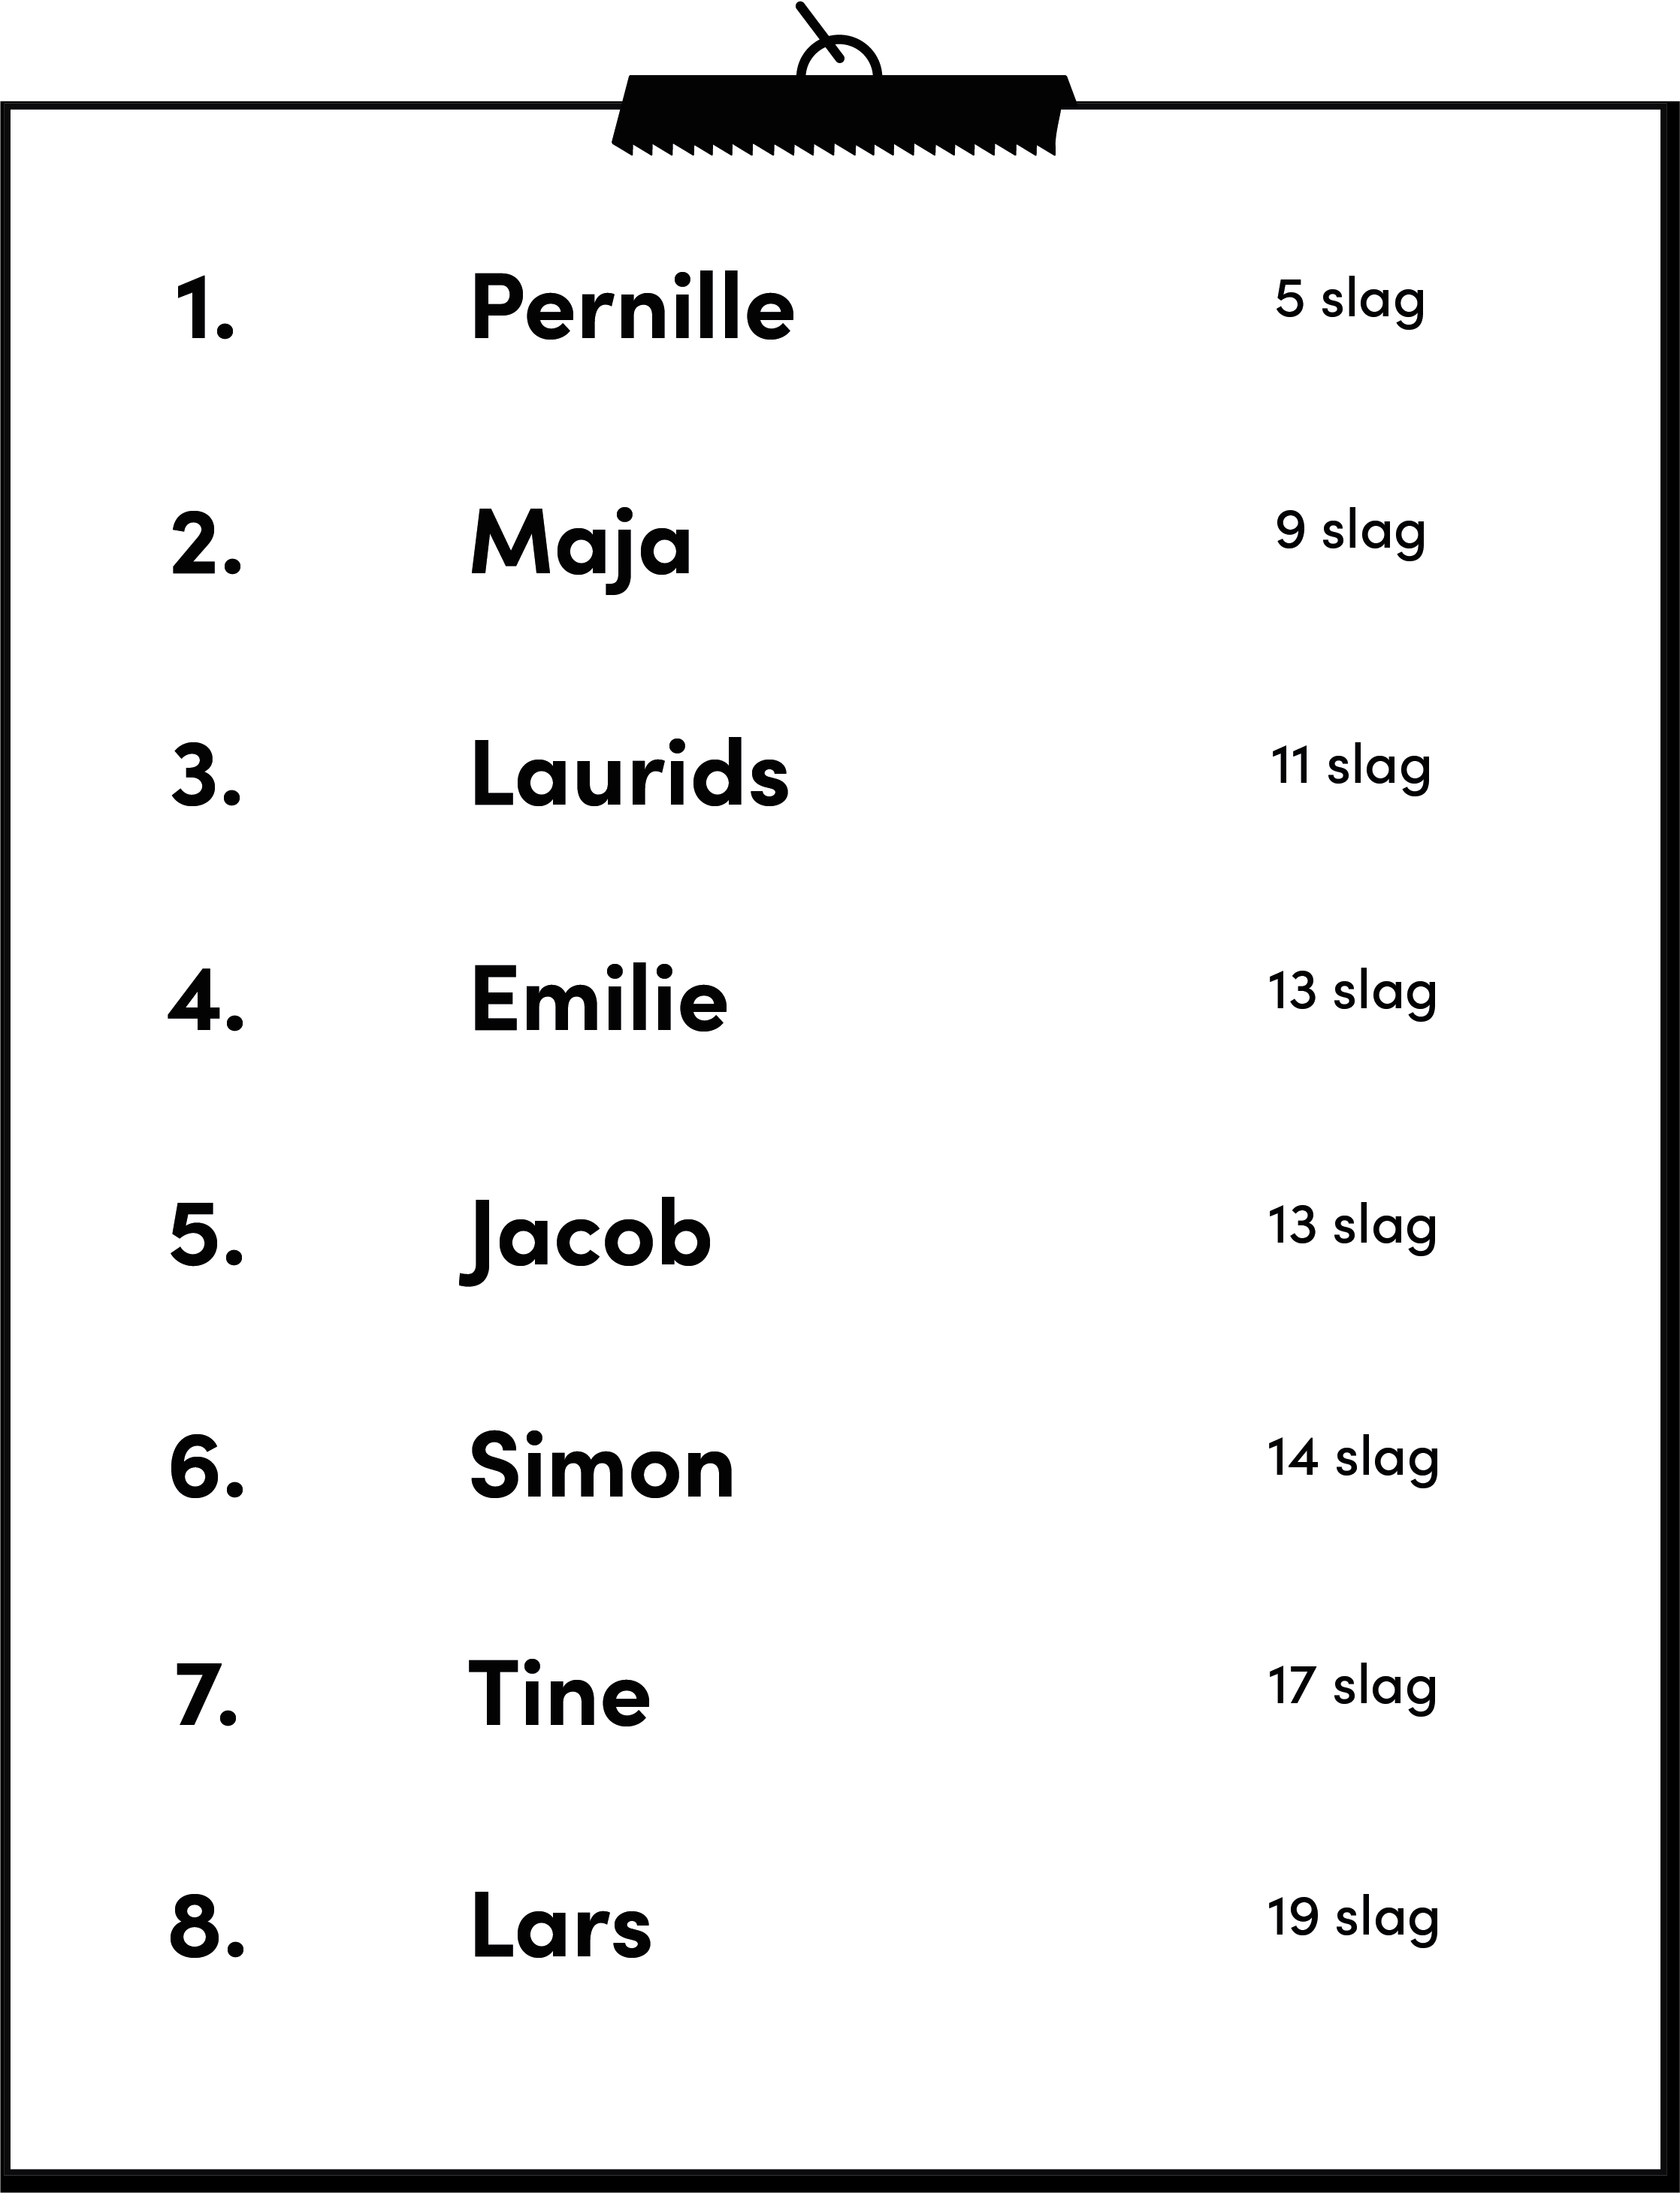 1. Pernille 5 slag
2. Maja 9 slag
3. Laurids 11 slag
4. Emilie 13 slag
5. Jacob 13 slag
6. Simon 14 slag
7. Tine 17 slag
8. Lars 19 slag